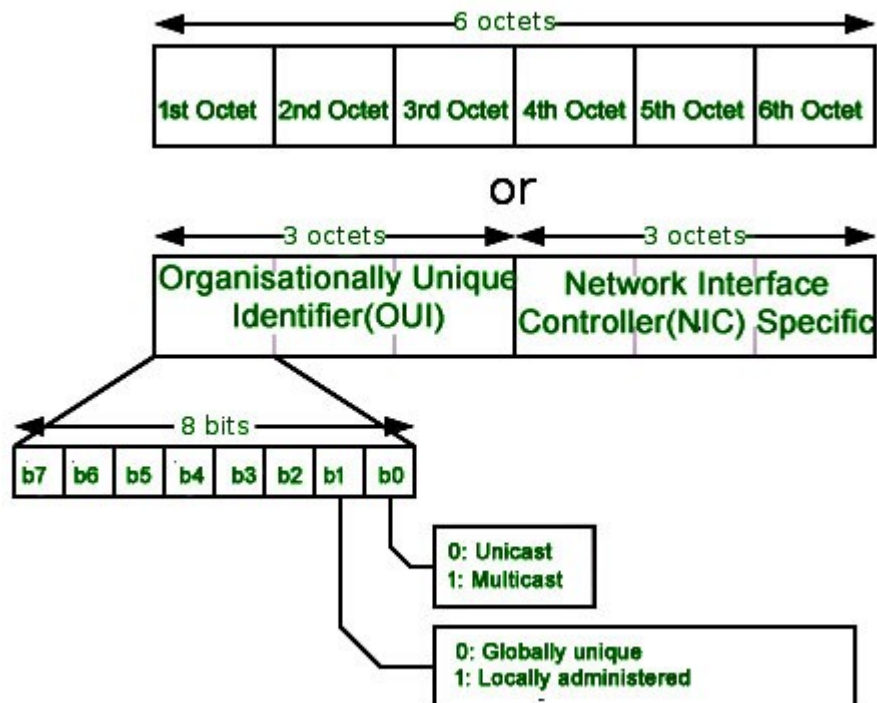 6 octets
1st Octet 2nd Octet 3rd Octet 4th Octet 5th Octet 6th Octet
or
3 octets 3 octets
Organisationally Unique
Identifier(OUI)
Network Interface
Controller(NIC) Specific
8 bits
b7 b6 b5 b4 b3 b2 b1 b0
0: Unicast
1: Multicast
0: Globally unique
1: Locally administered